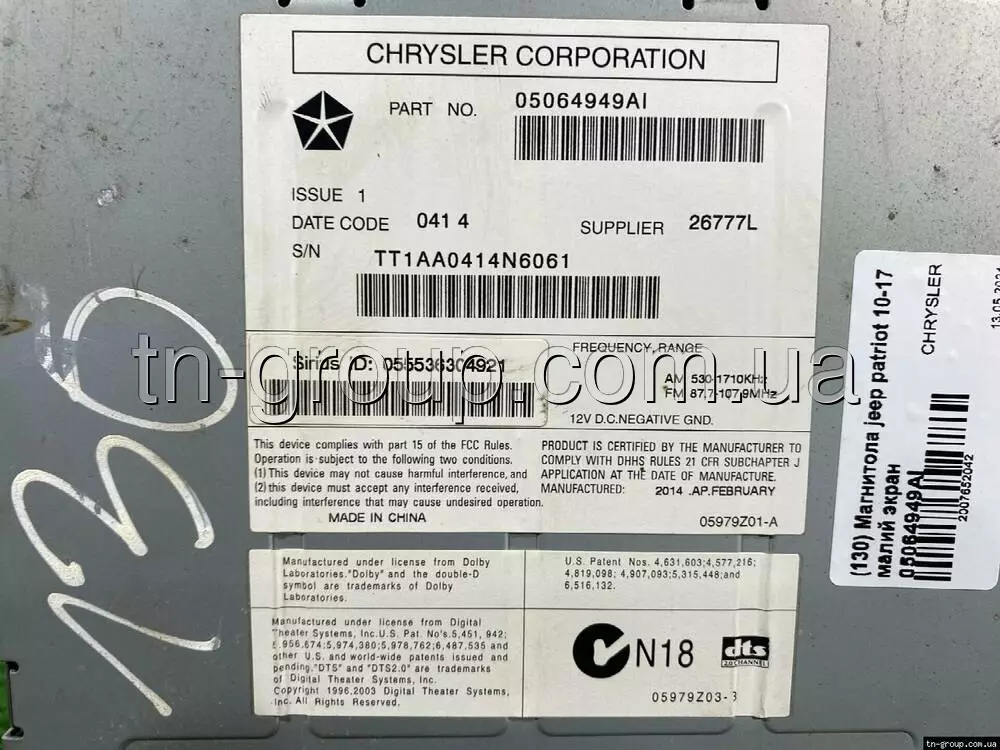 CHRYSLER CORPORATION
PART NO. 05064949AI
ISSUE 1
DATE CODE 041 4
SUPPLIER 26777L
S/N TT1AA0414N6061
Sirius ID: 055536304921
FREQUENCY, RANGE
AM 530-1710KHz
FM 87.7-107.9MHz
12V D.C.NEGATIVE GND.
This device complies with part 15 of the FCC Rules.
Operation is subject to the following two conditions.
(1) This device may not cause harmful interference, and
(2) this device must accept any interference received,
including interference that may cause undesired operation.
MADE IN CHINA
PRODUCT IS CERTIFIED BY THE MANUFACTURER TO
COMPLY WITH DHHS RULES 21 CFR SUBCHAPTER J
APPLICATION AT THE DATE OF MANUFACTURE.
MANUFACTURED: 2014 .AP.FEBRUARY
05979Z01-A
Manufactured under license from Dolby
Laboratories."Dolby" and the double-D
symbol are trademarks of Dolby
Laboratories.
U.S. Patent Nos. 4,631,603;4,577,216;
4,819,098; 4,907,093;5,315,448;and
6,516,132.
Manufactured under license from Digital
Theater Systems, Inc.U.S. Pat. No's.5,451, 942;
5,956,674;5,974,380;5,978,762;6,487,535 and
other U.S. and world-wide patents issued and
pending."DTS" and "DTS2.0" are trademarks
of Digital Theater Systems, Inc.
Copyright 1996,2003 Digital Theater Systems,
Inc. All Rights Reserved.
N18
dts
2.0 CHANNEL
05979Z03-3
130
(130) Магнитола jeep patriot 10-17
малий экран
05064949AI
2007652042
CHRYSLER
13.05.2021
tn-group.com.ua
tn-group.com.ua